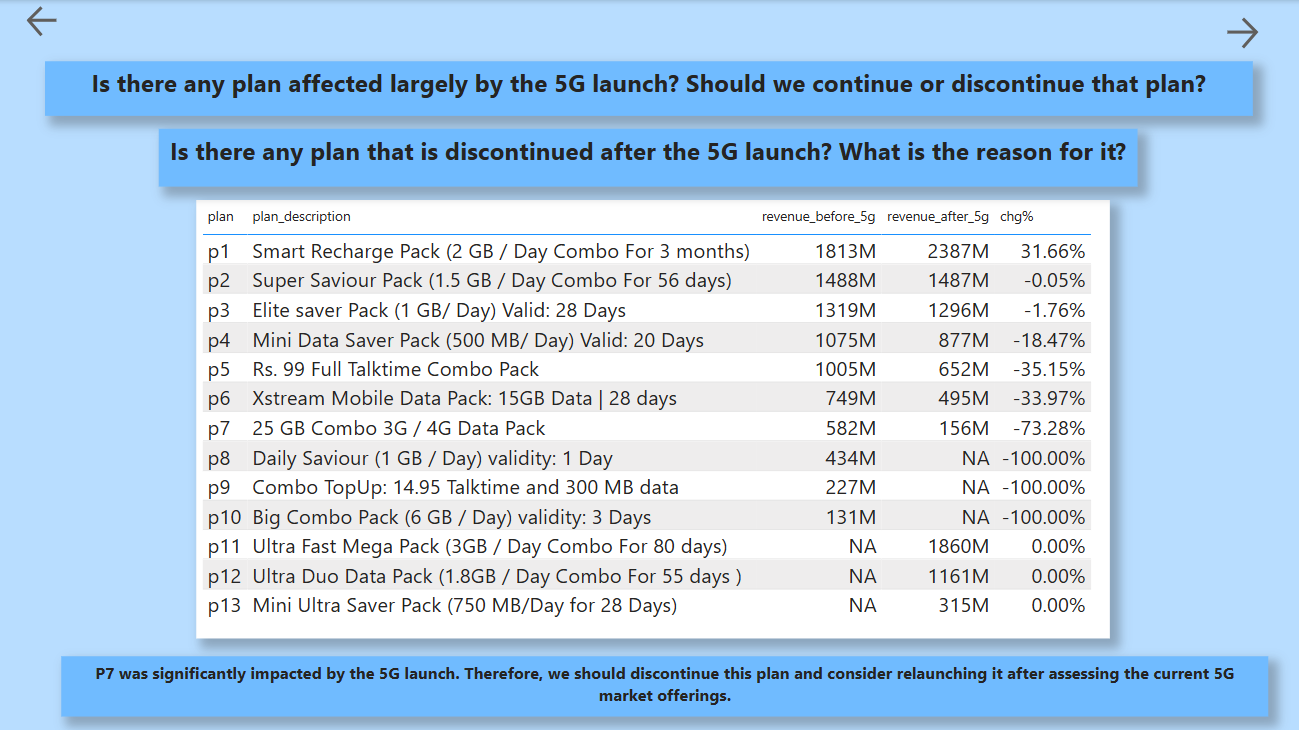 Is there any plan affected largely by the 5G launch? Should we continue or discontinue that plan?
Is there any plan that is discontinued after the 5G launch? What is the reason for it?
plan plan_description revenue_before_5g revenue_after_5g chg%
p1 Smart Recharge Pack (2 GB / Day Combo For 3 months) 1813M 2387M 31.66%
p2 Super Saviour Pack (1.5 GB / Day Combo For 56 days) 1488M 1487M -0.05%
p3 Elite saver Pack (1 GB/ Day) Valid: 28 Days 1319M 1296M -1.76%
p4 Mini Data Saver Pack (500 MB/ Day) Valid: 20 Days 1075M 877M -18.47%
p5 Rs. 99 Full Talktime Combo Pack 1005M 652M -35.15%
p6 Xstream Mobile Data Pack: 15GB Data | 28 days 749M 495M -33.97%
p7 25 GB Combo 3G / 4G Data Pack 582M 156M -73.28%
p8 Daily Saviour (1 GB / Day) validity: 1 Day 434M NA -100.00%
p9 Combo TopUp: 14.95 Talktime and 300 MB data 227M NA -100.00%
p10 Big Combo Pack (6 GB / Day) validity: 3 Days 131M NA -100.00%
p11 Ultra Fast Mega Pack (3GB / Day Combo For 80 days) NA 1860M 0.00%
p12 Ultra Duo Data Pack (1.8GB / Day Combo For 55 days ) NA 1161M 0.00%
p13 Mini Ultra Saver Pack (750 MB/Day for 28 Days) NA 315M 0.00%
P7 was significantly impacted by the 5G launch. Therefore, we should discontinue this plan and consider relaunching it after assessing the current 5G
market offerings.